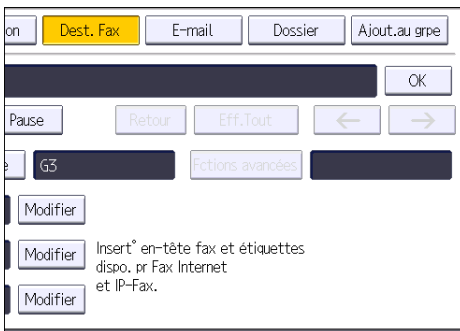 on Dest. Fax E-mail Dossier Ajout.au grpe
OK
Pause Retour Eff.Tout ← →
e G3 Fctions avancées
Modifier
Modifier Insert° en-tête fax et étiquettes
dispo. pr Fax Internet
et IP-Fax.
Modifier